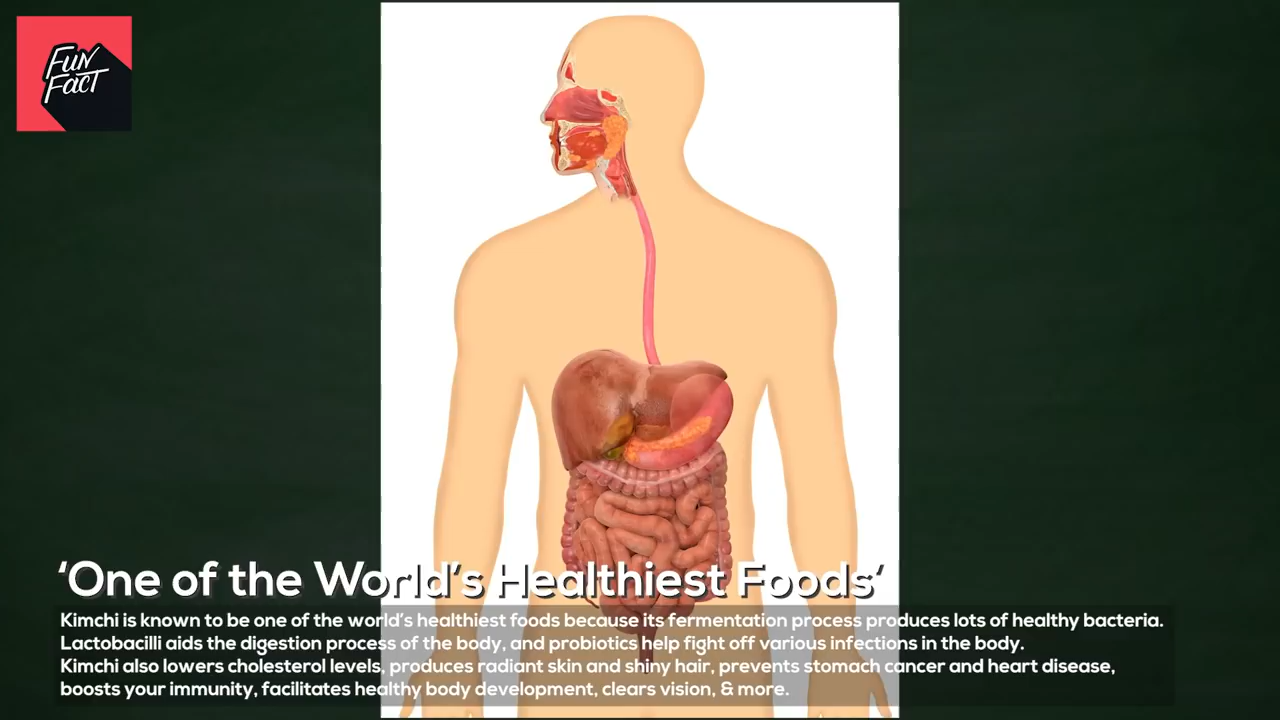 FUN
FACT
‘One of the World’s Healthiest Foods‘
Kimchi is known to be one of the world’s healthiest foods because its fermentation process produces lots of healthy bacteria.
Lactobacilli aids the digestion process of the body, and probiotics help fight off various infections in the body.
Kimchi also lowers cholesterol levels, produces radiant skin and shiny hair, prevents stomach cancer and heart disease,
boosts your immunity, facilitates healthy body development, clears vision, & more.